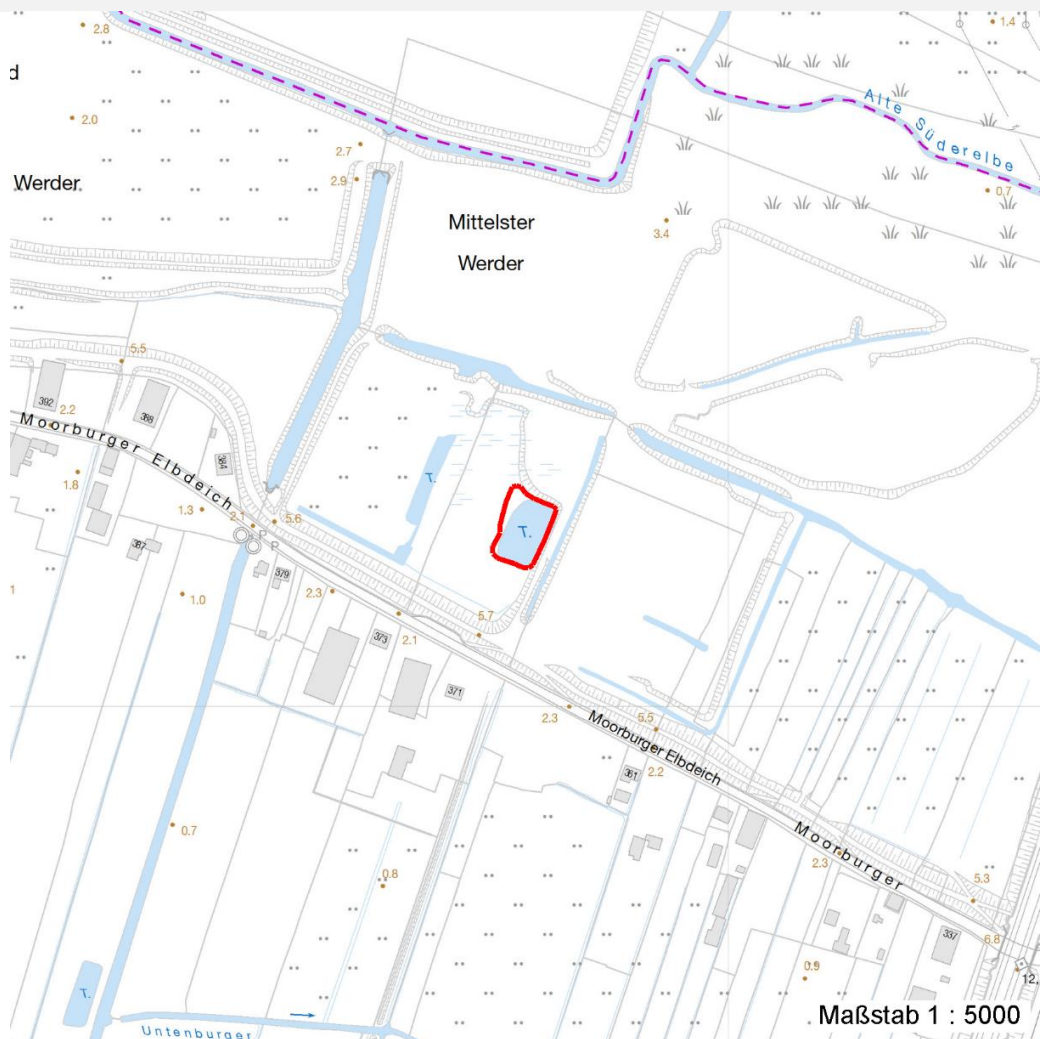 2.8
1.4
d
2.0
Alte Süderelbe
2.7
2.9
Werder
0.7
Mittelster
3.4
Werder
5.5
392
398
2.2
Moorburger Elbdeich
384
1.8
T.
1.3
2.1
5.6
P
P
T.
387
379
1
1.0
2.3
2.1
5.7
373
371
2.3
Moorburger Elbdeich
5.5
2.2
361
0.7
Moorburger
2.3
0.8
5.3
337
6.8
0.9
12,
T.
Maßstab 1 : 5000
Untenburger